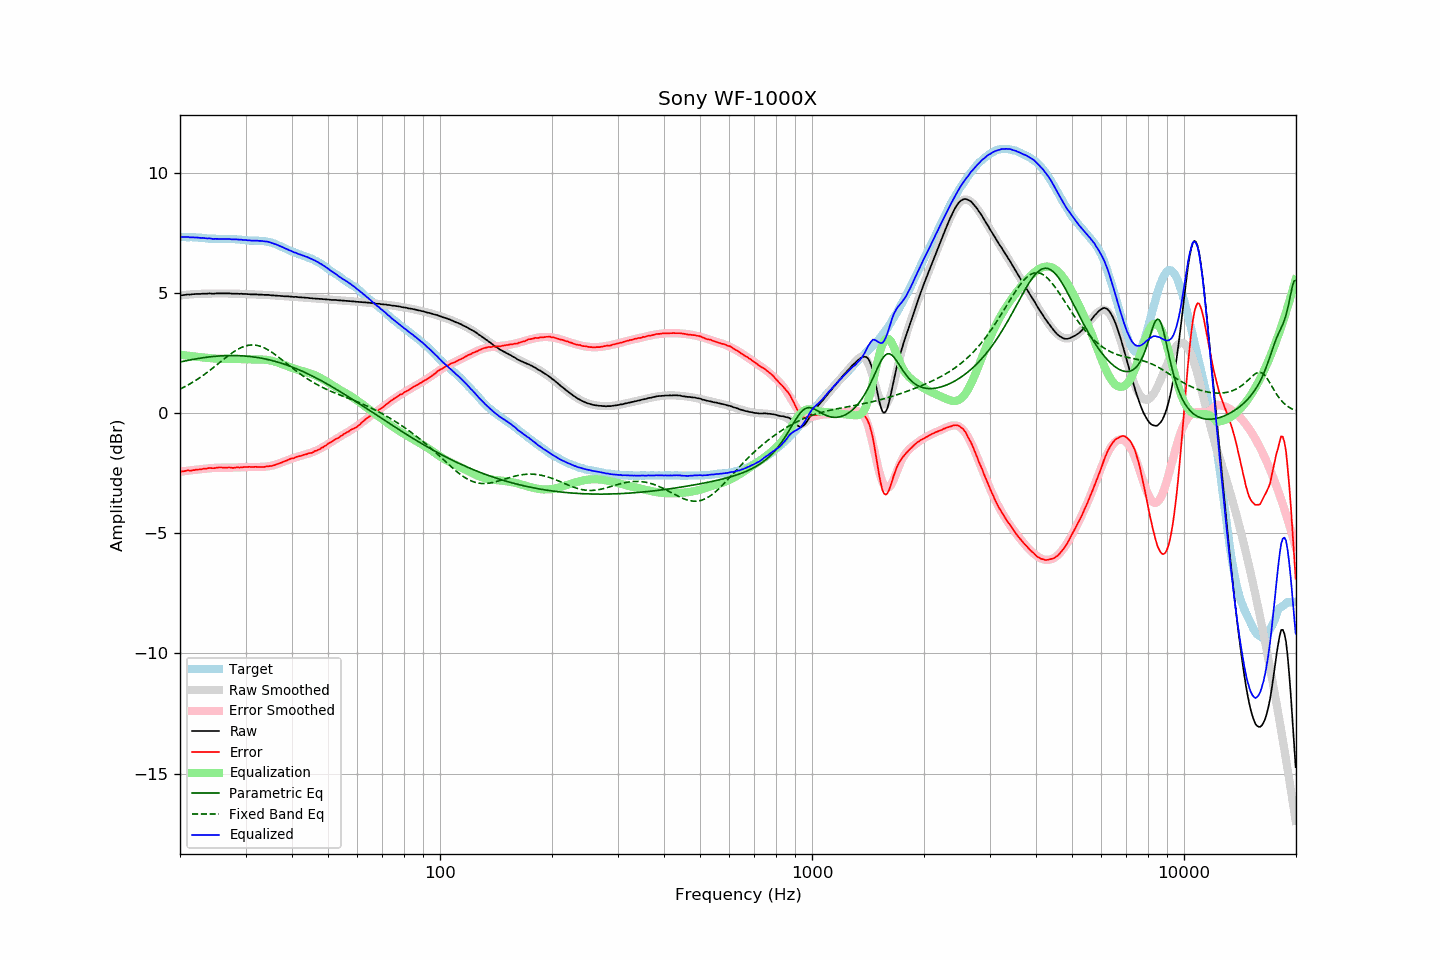 Sony WF-1000X
10
5
0
−5
−10
−15
Amplitude (dBr)
Target
Raw Smoothed
Error Smoothed
Raw
Error
Equalization
Parametric Eq
Fixed Band Eq
Equalized
100
1000
10000
Frequency (Hz)